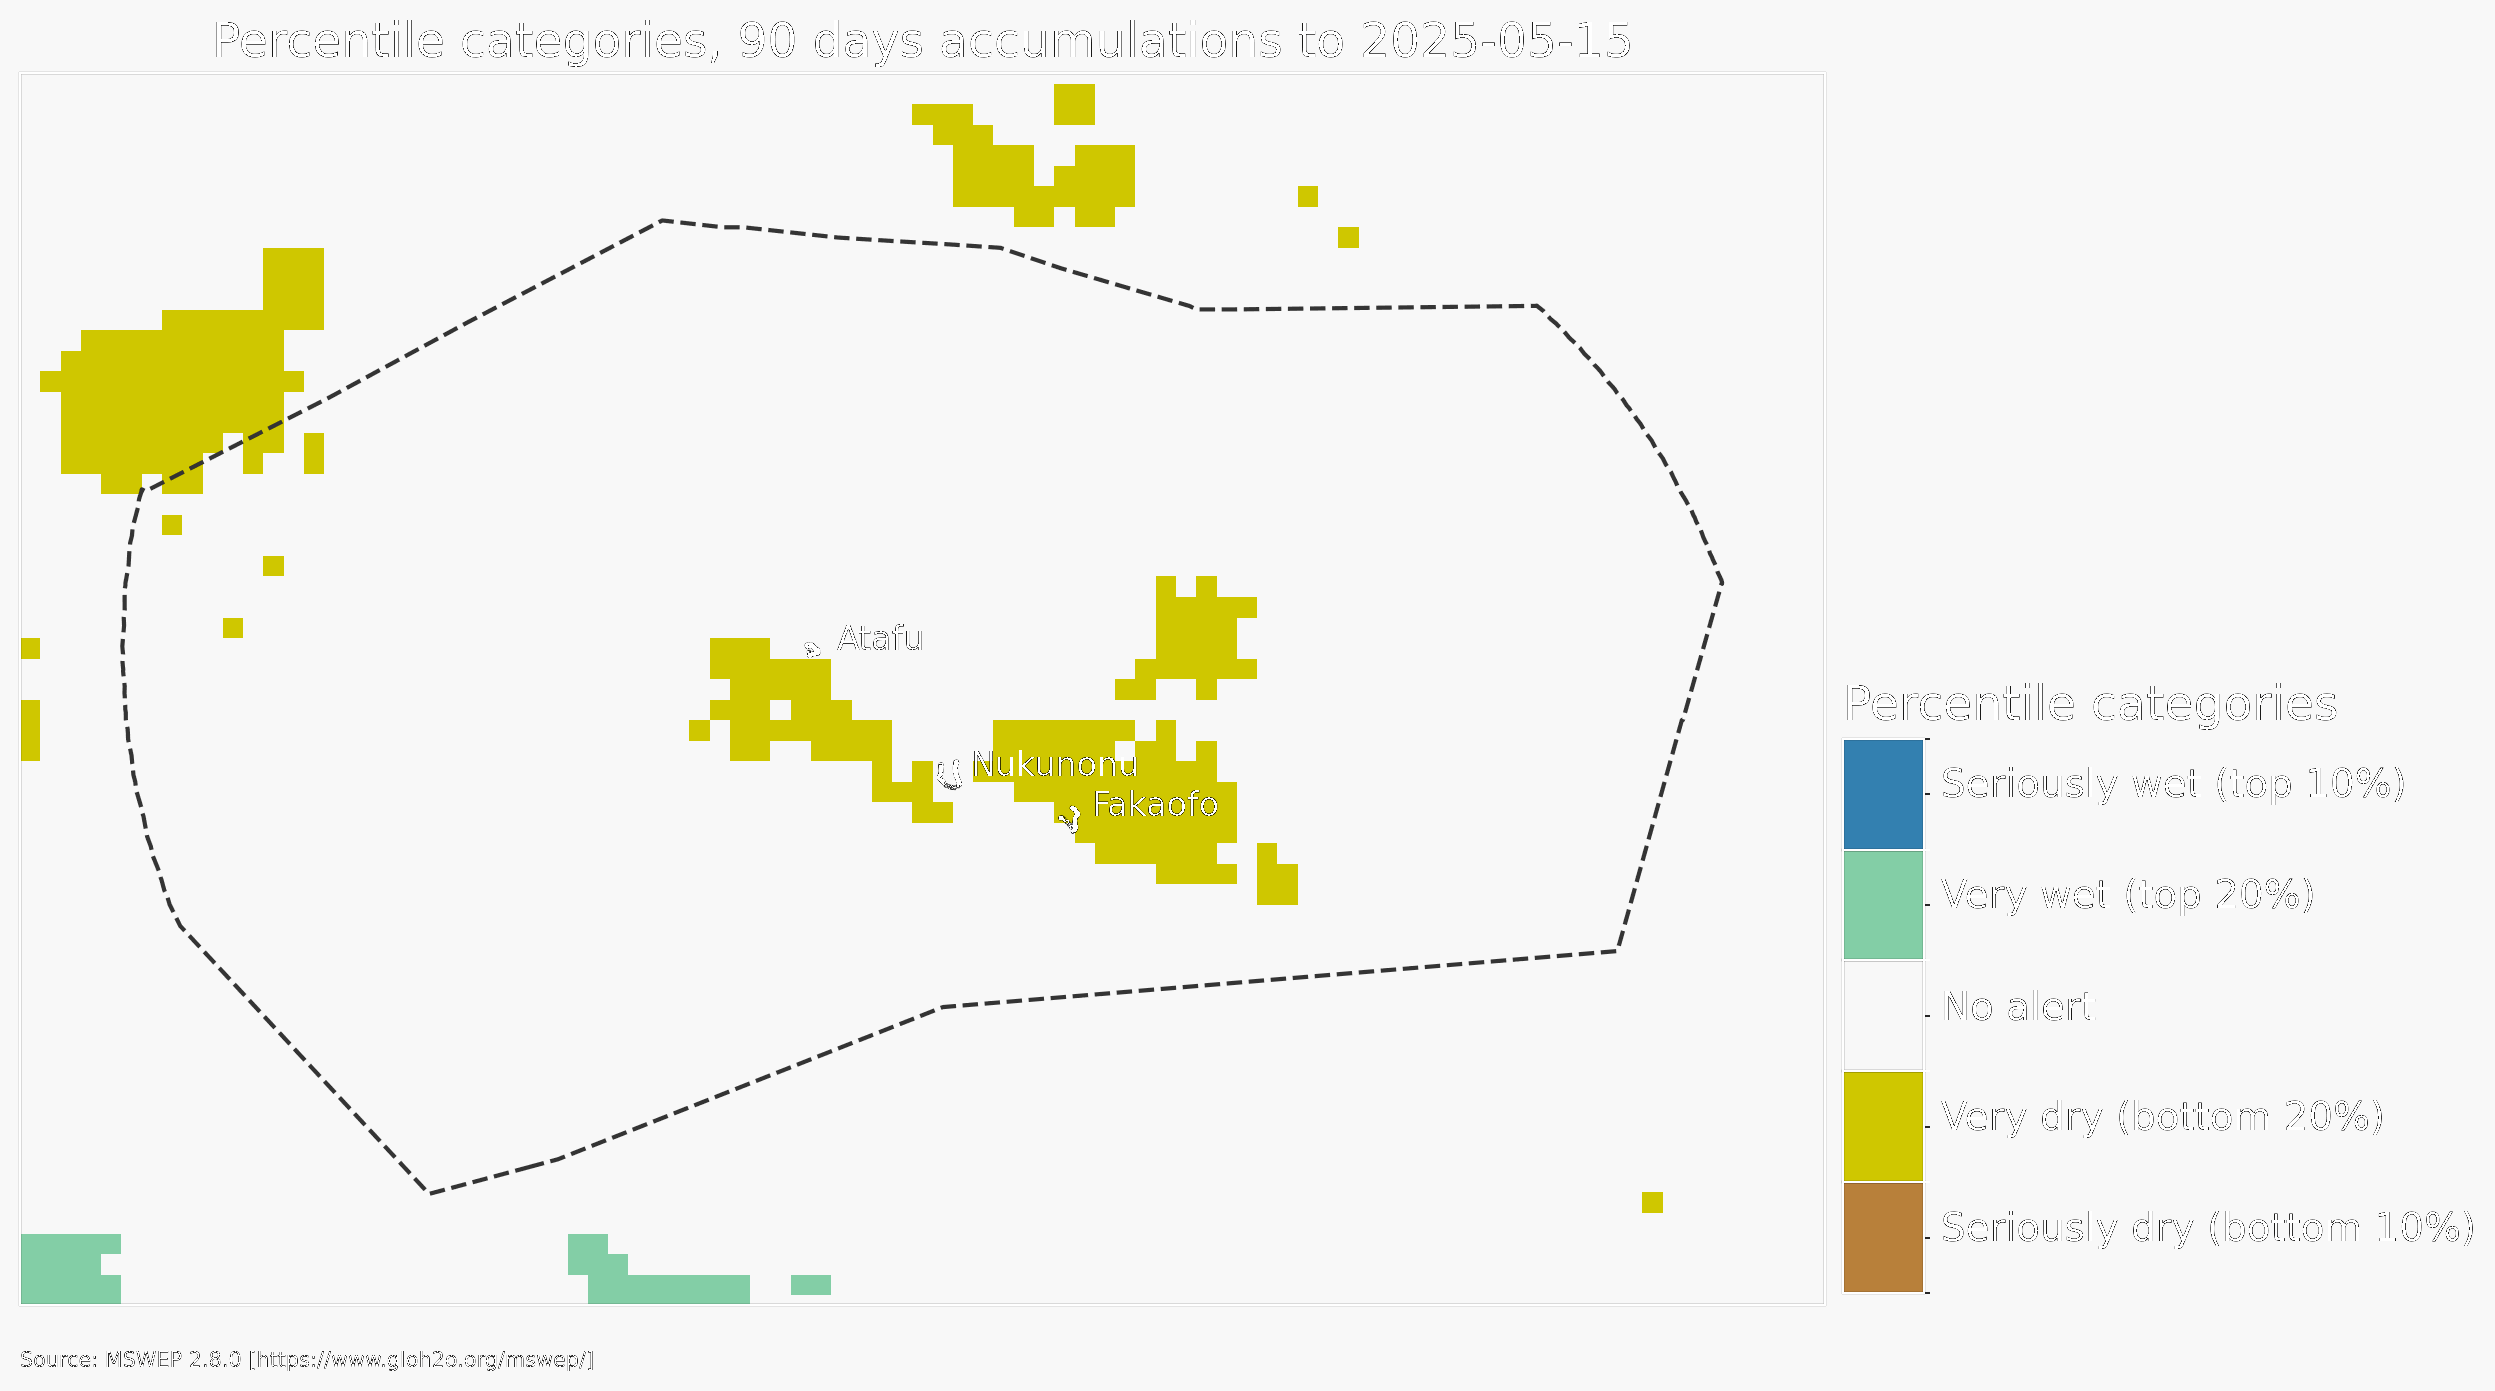 Percentile categories, 90 days accumulations to 2025-05-15
Atafu
Nukunonu
Fakaofo
Percentile categories
Seriously wet (top 10%)
Very wet (top 20%)
No alert
Very dry (bottom 20%)
Seriously dry (bottom 10%)
Source: MSWEP 2.8.0 [https://www.gloh2o.org/mswep/]